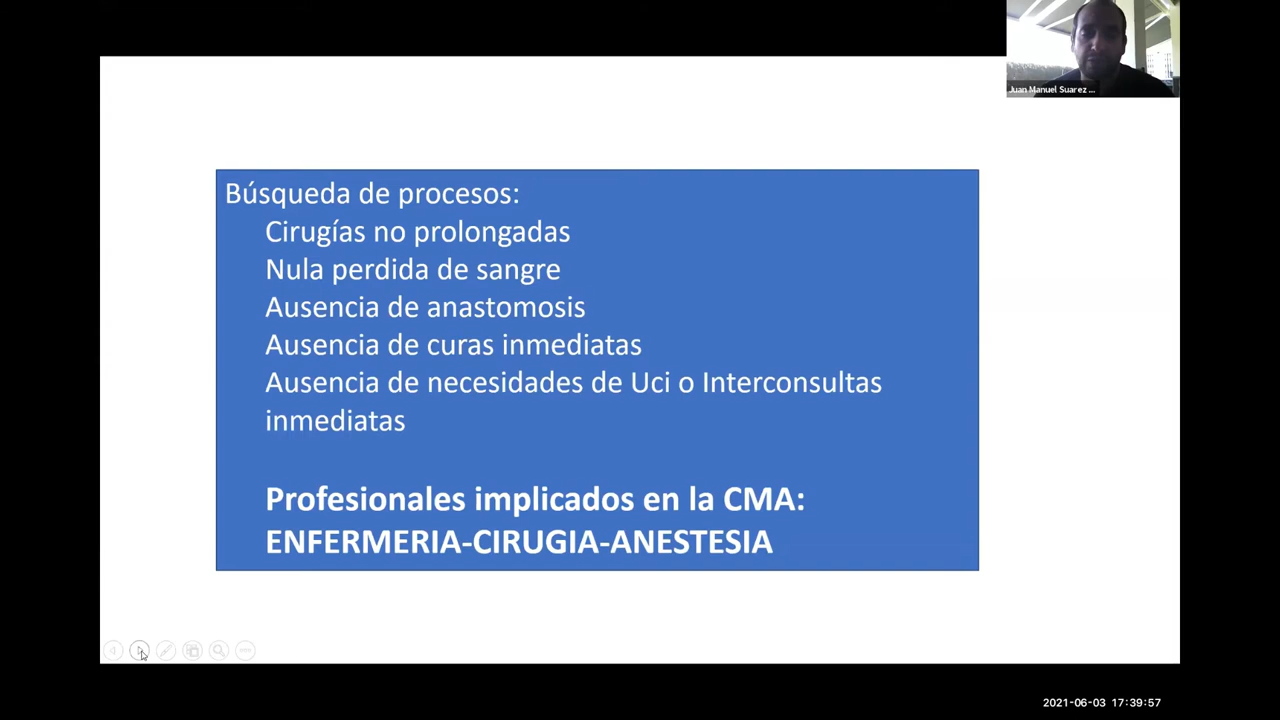 Juan Manuel Suarez ...
Búsqueda de procesos:
Cirugías no prolongadas
Nula perdida de sangre
Ausencia de anastomosis
Ausencia de curas inmediatas
Ausencia de necesidades de Uci o Interconsultas
inmediatas
Profesionales implicados en la CMA:
ENFERMERIA-CIRUGIA-ANESTESIA
2021-06-03 17:39:57